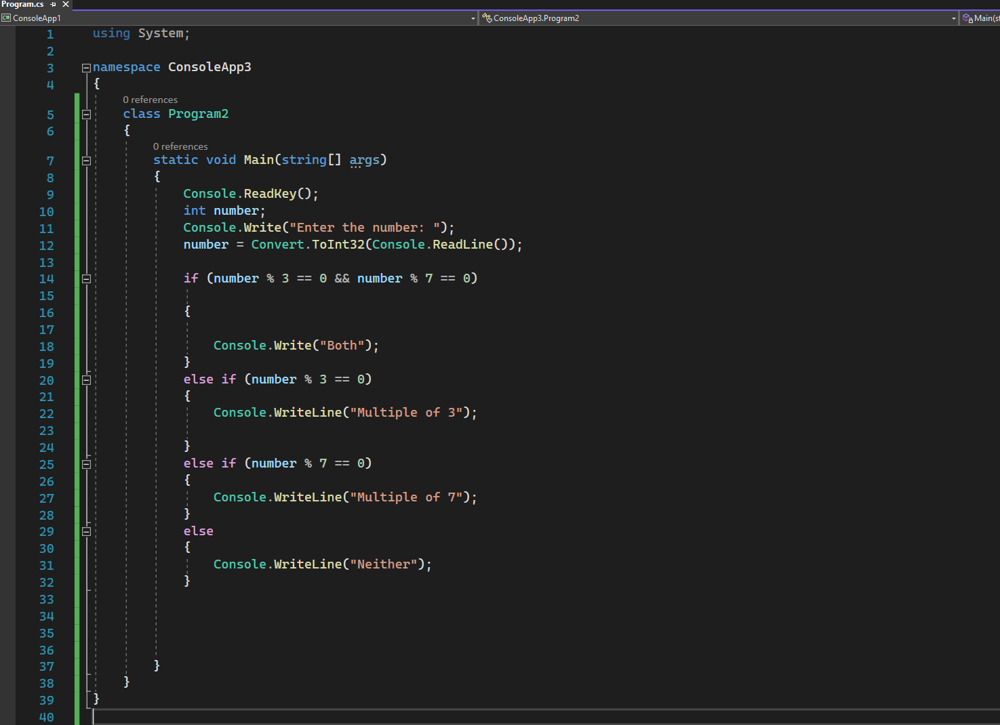 Program.cs
C# ConsoleApp1 ConsoleApp3.Program2 Main(st
1 using System;
2
3 namespace ConsoleApp3
4 {
0 references
5 class Program2
6 {
0 references
7 static void Main(string[] args)
8 {
9 Console.ReadKey();
10 int number;
11 Console.Write("Enter the number: ");
12 number = Convert.ToInt32(Console.ReadLine());
13
14 if (number % 3 == 0 && number % 7 == 0)
15
16 {
17
18 Console.Write("Both");
19 }
20 else if (number % 3 == 0)
21 {
22 Console.WriteLine("Multiple of 3");
23
24 }
25 else if (number % 7 == 0)
26 {
27 Console.WriteLine("Multiple of 7");
28 }
29 else
30 {
31 Console.WriteLine("Neither");
32 }
33
34
35
36
37 }
38 }
39 }
40